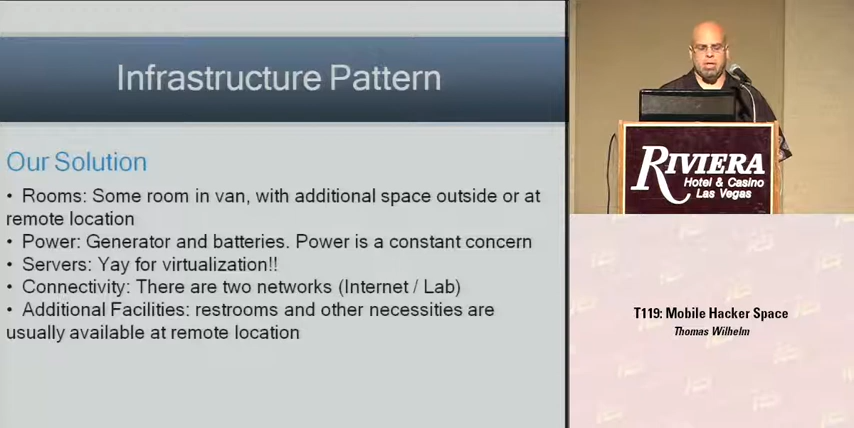 Infrastructure Pattern
Our Solution
• Rooms: Some room in van, with additional space outside or at
remote location
• Power: Generator and batteries. Power is a constant concern
• Servers: Yay for virtualization!!
• Connectivity: There are two networks (Internet / Lab)
• Additional Facilities: restrooms and other necessities are
usually available at remote location
RIVIERA
Hotel & Casino
Las Vegas
T119: Mobile Hacker Space
Thomas Wilhelm